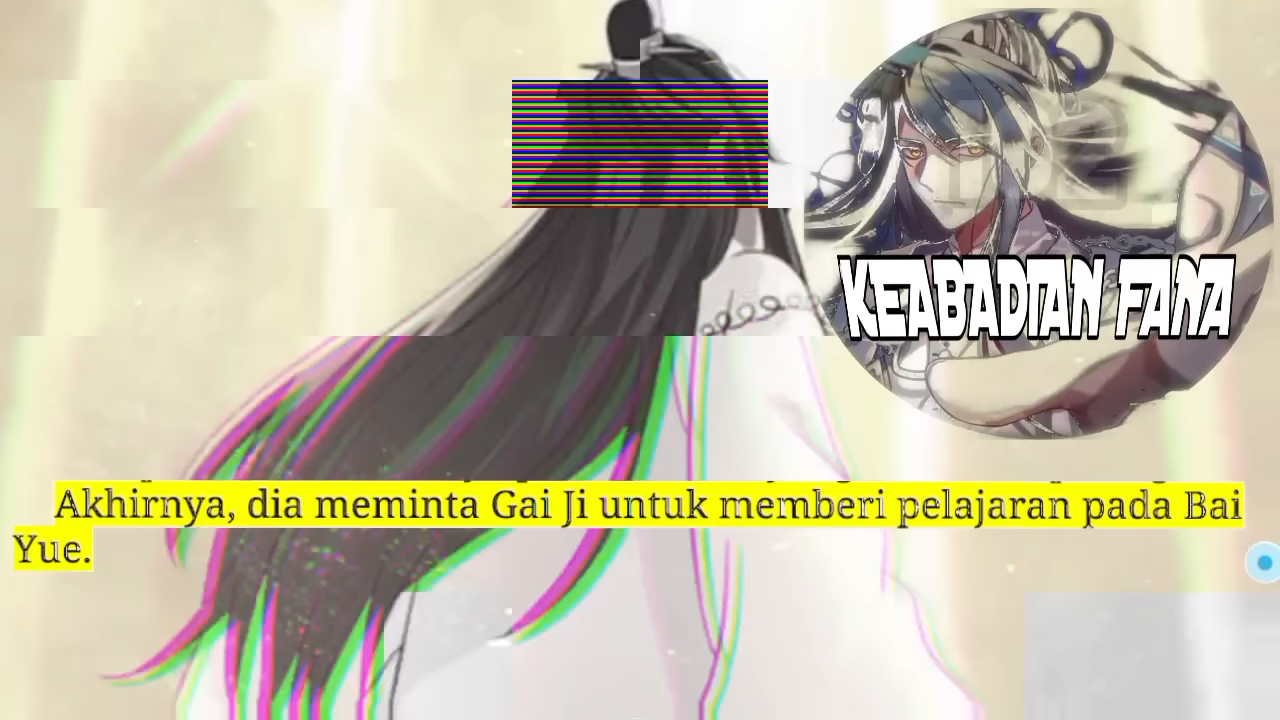 KEABADIAN FANA
Akhirnya, dia meminta Gai Ji untuk memberi pelajaran pada Bai
Yue.